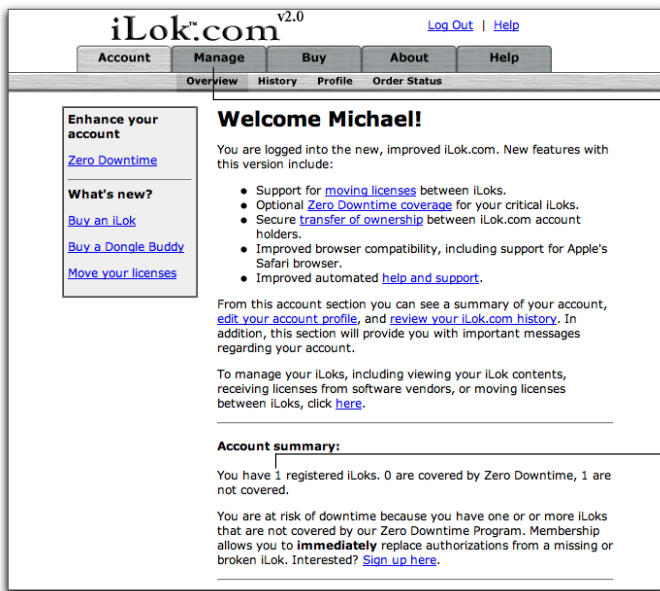 iLok™.com v2.0
Log Out | Help
Account Manage Buy About Help
Overview History Profile Order Status
Enhance your
account
Zero Downtime
What's new?
Buy an iLok
Buy a Dongle Buddy
Move your licenses
Welcome Michael!
You are logged into the new, improved iLok.com. New features with
this version include:
● Support for moving licenses between iLoks.
● Optional Zero Downtime coverage for your critical iLoks.
● Secure transfer of ownership between iLok.com account
holders.
● Improved browser compatibility, including support for Apple's
Safari browser.
● Improved automated help and support.
From this account section you can see a summary of your account,
edit your account profile, and review your iLok.com history. In
addition, this section will provide you with important messages
regarding your account.
To manage your iLoks, including viewing your iLok contents,
receiving licenses from software vendors, or moving licenses
between iLoks, click here.
Account summary:
You have 1 registered iLoks. 0 are covered by Zero Downtime, 1 are
not covered.
You are at risk of downtime because you have one or or more iLoks
that are not covered by our Zero Downtime Program. Membership
allows you to immediately replace authorizations from a missing or
broken iLok. Interested? Sign up here.